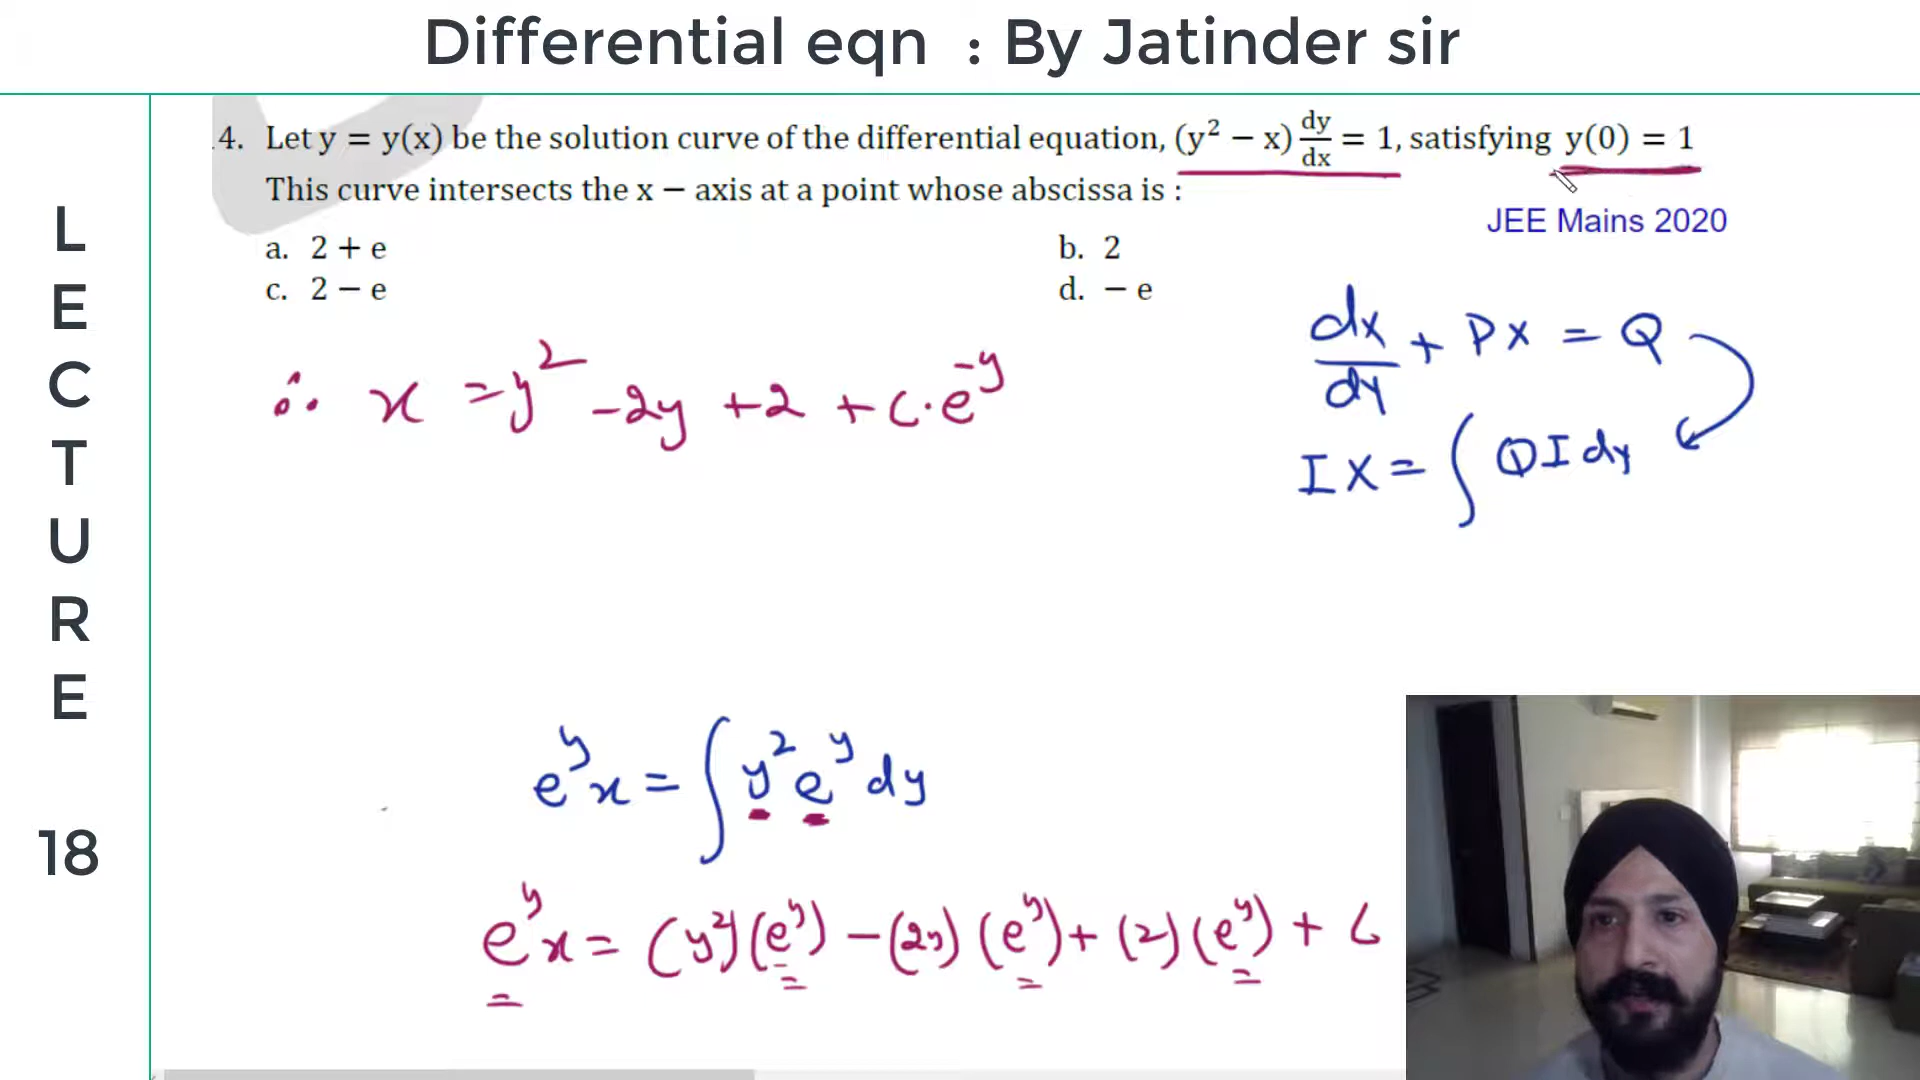 Differential eqn : By Jatinder sir
LECTURE 18
4. Let y = y(x) be the solution curve of the differential equation, (y² − x) dy/dx = 1, satisfying y(0) = 1
This curve intersects the x − axis at a point whose abscissa is :
JEE Mains 2020
a. 2 + e
b. 2
c. 2 − e
d. − e
dx/dy + Px = Q
∴ x = y² - 2y + 2 + c·e^-y
Ix = ∫ QI dy
e^y x = ∫ y² e^y dy
e^y x = (y²)(e^y) - (2y)(e^y) + (2)(e^y) + C